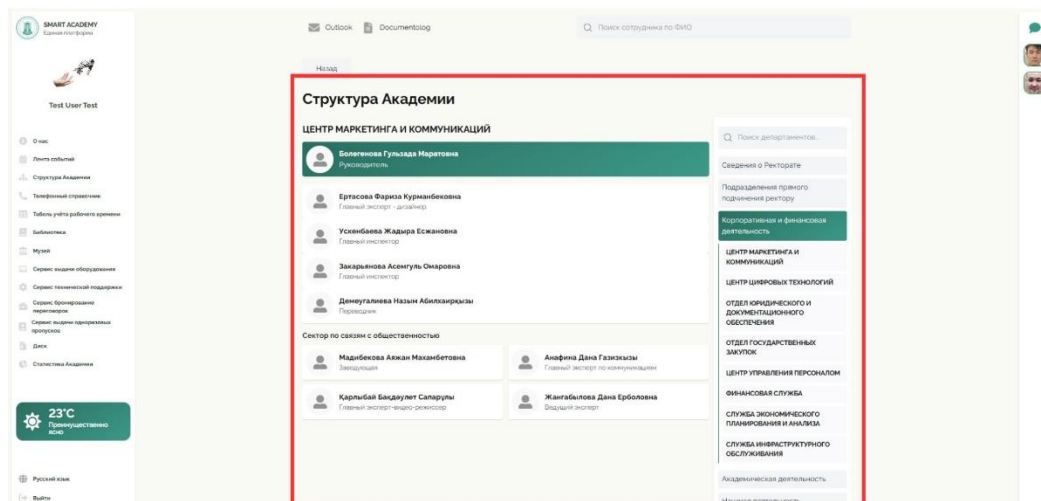 SMART ACADEMY
Единая платформа
Test User Test
О нас
Лента событий
Структура Академии
Телефонный справочник
Табель учёта рабочего времени
Библиотека
Музей
Сервис выдачи оборудования
Сервис технической поддержки
Сервис бронирование
переговорок
Сервис выдачи одноразовых
пропусков
Диск
Статистика Академии
23°C
Преимущественно
ясно
Русский язык
Выйти
Outlook
Documentolog
Поиск сотрудника по ФИО
Назад
Структура Академии
ЦЕНТР МАРКЕТИНГА И КОММУНИКАЦИЙ
Болегенова Гульзада Маратовна
Руководитель
Ертасова Фариза Курманбековна
Главный эксперт - дизайнер
Ускенбаева Жадыра Есжановна
Главный инспектор
Закарьянова Асемгуль Омаровна
Главный инспектор
Демеугалиева Назым Абилхаирқызы
Переводчик
Сектор по связям с общественностью
Мадибекова Аяжан Махамбетовна
Заведующая
Анафина Дана Газизкызы
Главный эксперт по коммуникациям
Қарлыбай Бақдәулет Сапарұлы
Главный эксперт-видео-режиссер
Жангабылова Дана Ерболовна
Ведущий эксперт
Поиск департаментов...
Сведения о Ректорате
Подразделения прямого
подчинения ректору
Корпоративная и финансовая
деятельность
ЦЕНТР МАРКЕТИНГА И
КОММУНИКАЦИЙ
ЦЕНТР ЦИФРОВЫХ ТЕХНОЛОГИЙ
ОТДЕЛ ЮРИДИЧЕСКОГО И
ДОКУМЕНТАЦИОННОГО
ОБЕСПЕЧЕНИЯ
ОТДЕЛ ГОСУДАРСТВЕННЫХ
ЗАКУПОК
ЦЕНТР УПРАВЛЕНИЯ ПЕРСОНАЛОМ
ФИНАНСОВАЯ СЛУЖБА
СЛУЖБА ЭКОНОМИЧЕСКОГО
ПЛАНИРОВАНИЯ И АНАЛИЗА
СЛУЖБА ИНФРАСТРУКТУРНОГО
ОБСЛУЖИВАНИЯ
Академическая деятельность